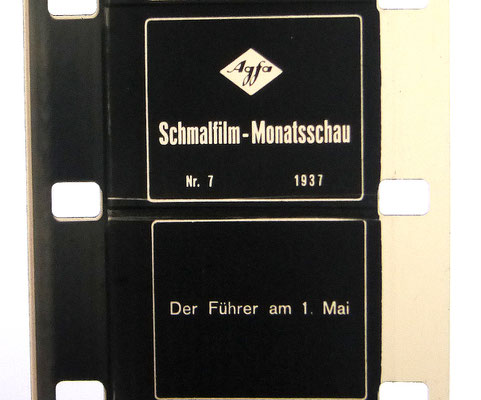 Agfa
Schmalfilm-Monatsschau
Nr. 7 1937
Der Führer am 1. Mai